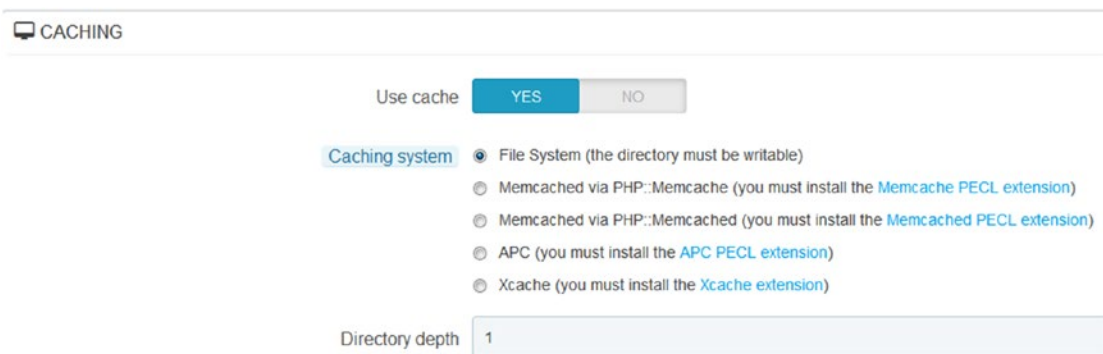 CACHING
Use cache YES NO
Caching system File System (the directory must be writable)
Memcached via PHP::Memcache (you must install the Memcache PECL extension)
Memcached via PHP::Memcached (you must install the Memcached PECL extension)
APC (you must install the APC PECL extension)
Xcache (you must install the Xcache extension)
Directory depth 1